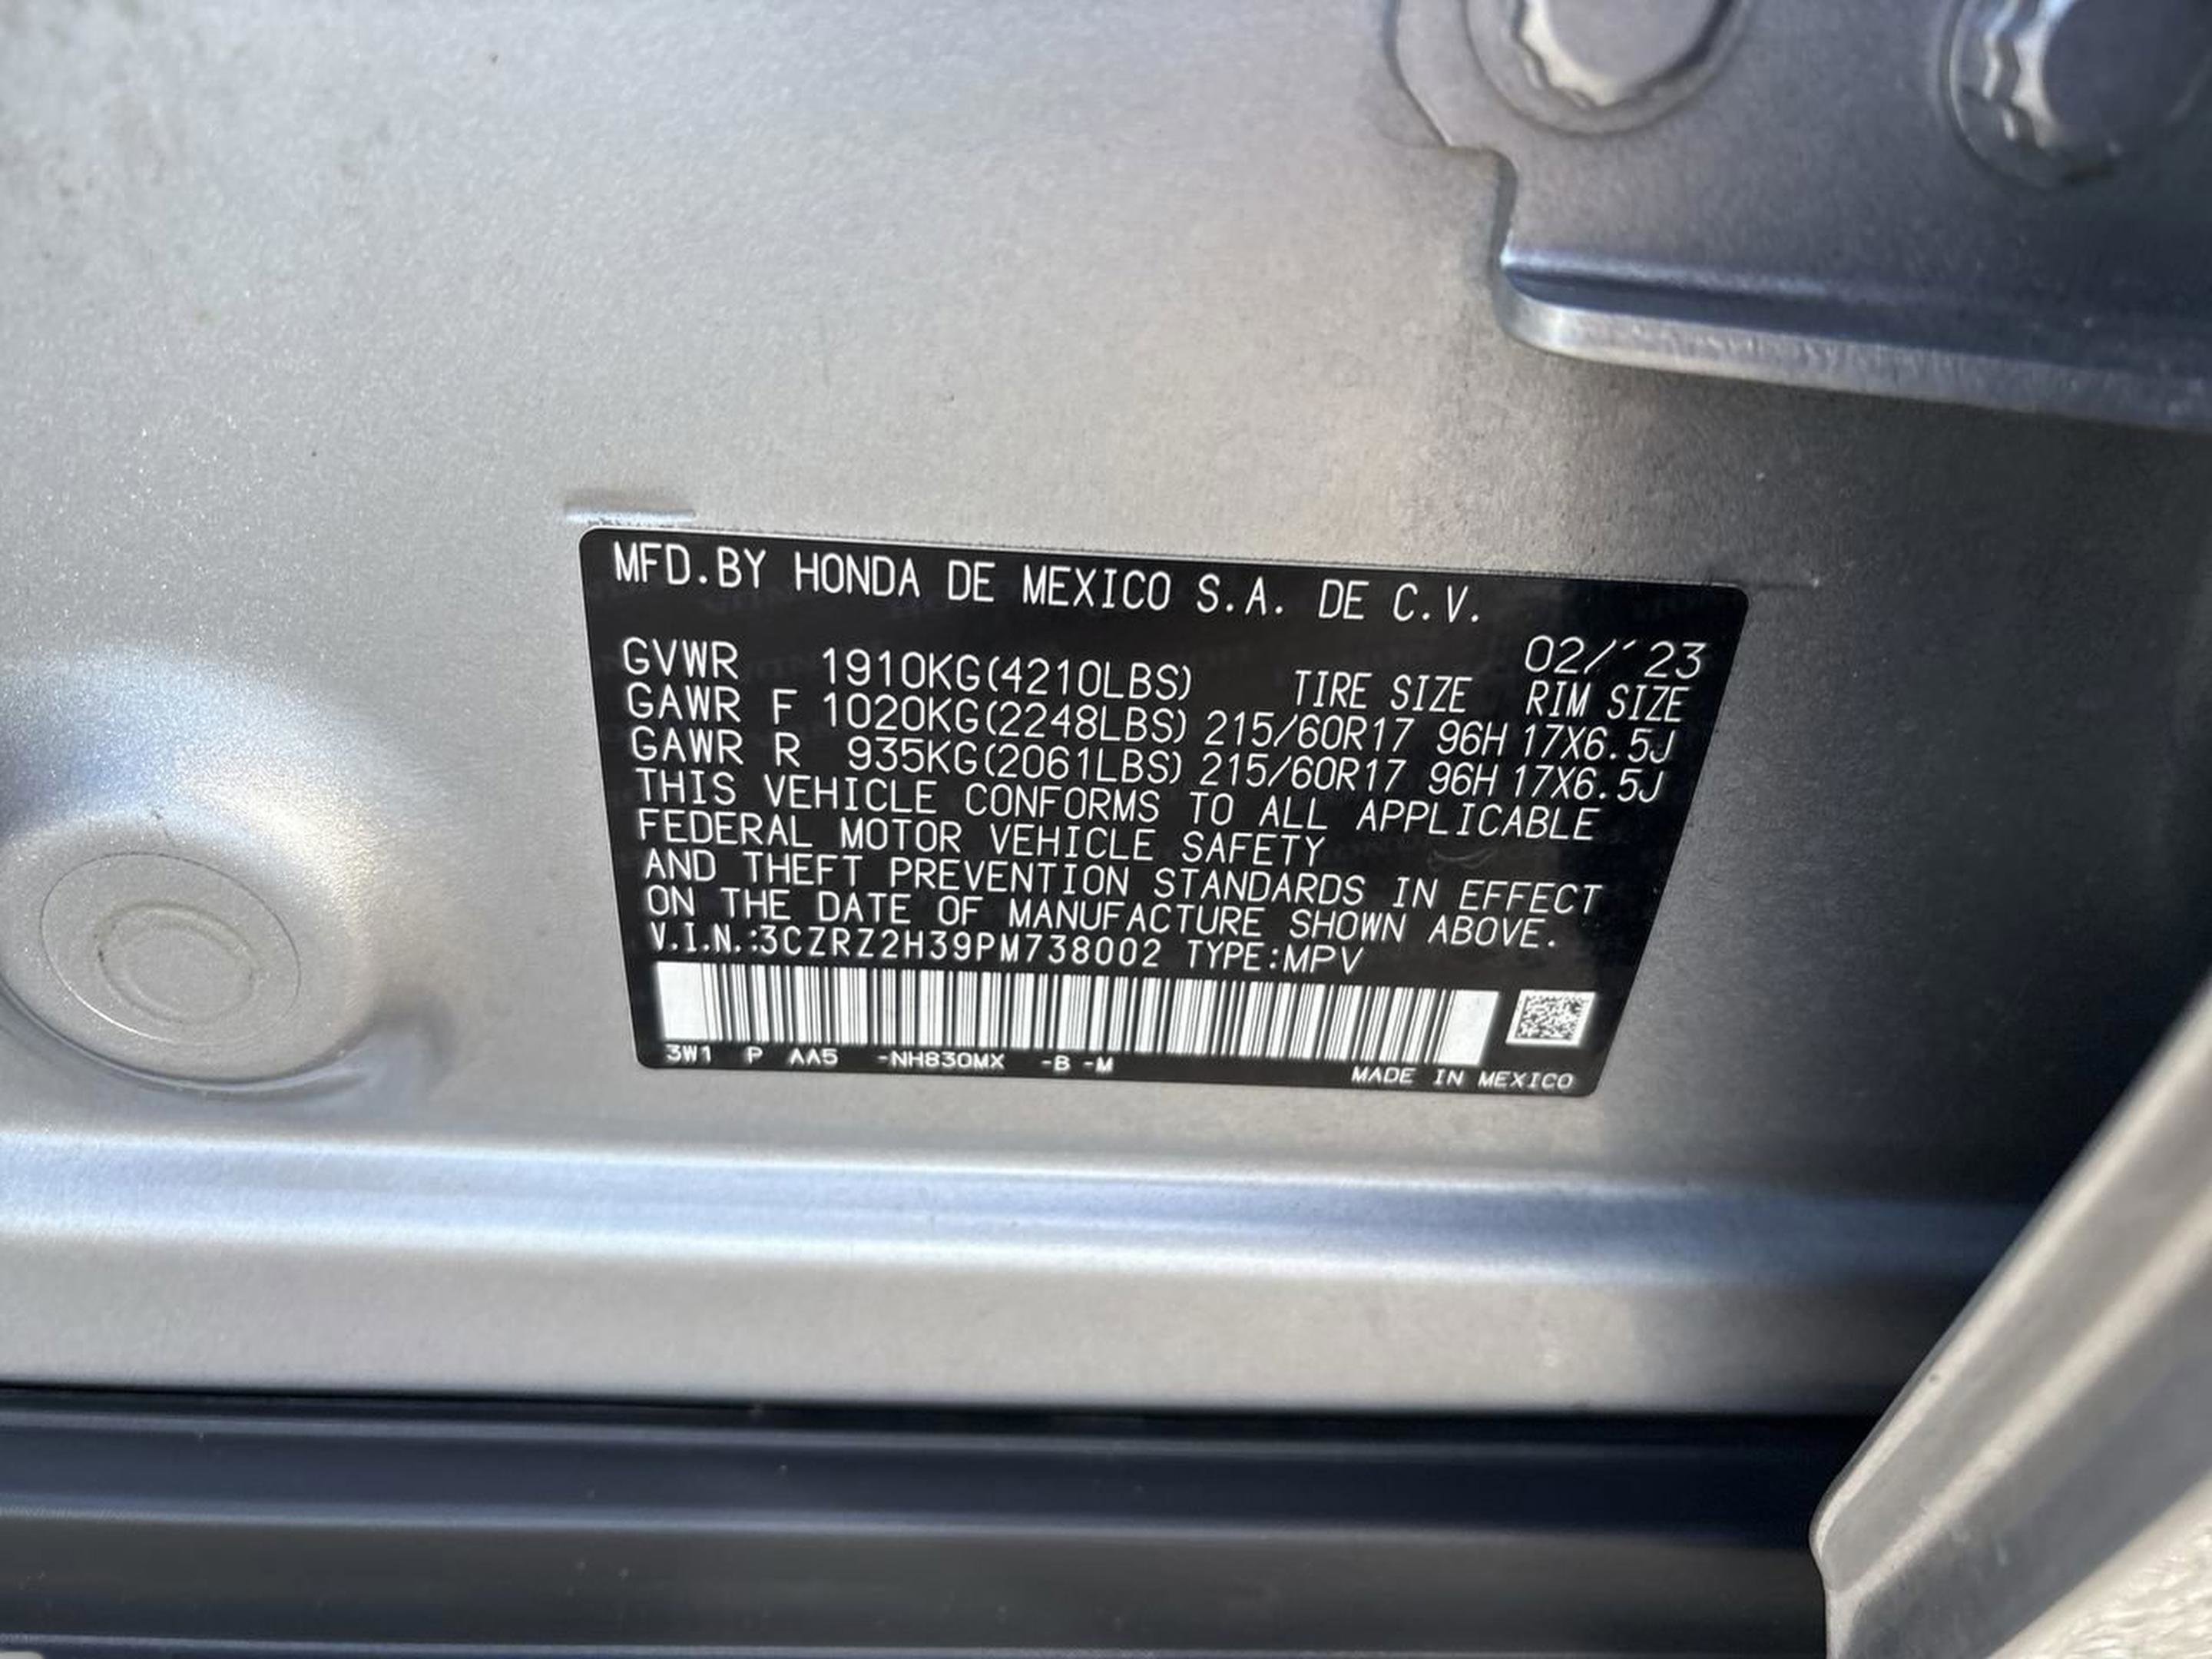 MFD.BY HONDA DE MEXICO S.A. DE C.V.
02/'23
GVWR 1910KG(4210LBS) TIRE SIZE RIM SIZE
GAWR F 1020KG(2248LBS) 215/60R17 96H 17X6.5J
GAWR R 935KG(2061LBS) 215/60R17 96H 17X6.5J
THIS VEHICLE CONFORMS TO ALL APPLICABLE
FEDERAL MOTOR VEHICLE SAFETY
AND THEFT PREVENTION STANDARDS IN EFFECT
ON THE DATE OF MANUFACTURE SHOWN ABOVE.
V.I.N.:3CZRZ2H39PM738002 TYPE:MPV
3W1 P AA5 -NH830MX -B -M
MADE IN MEXICO